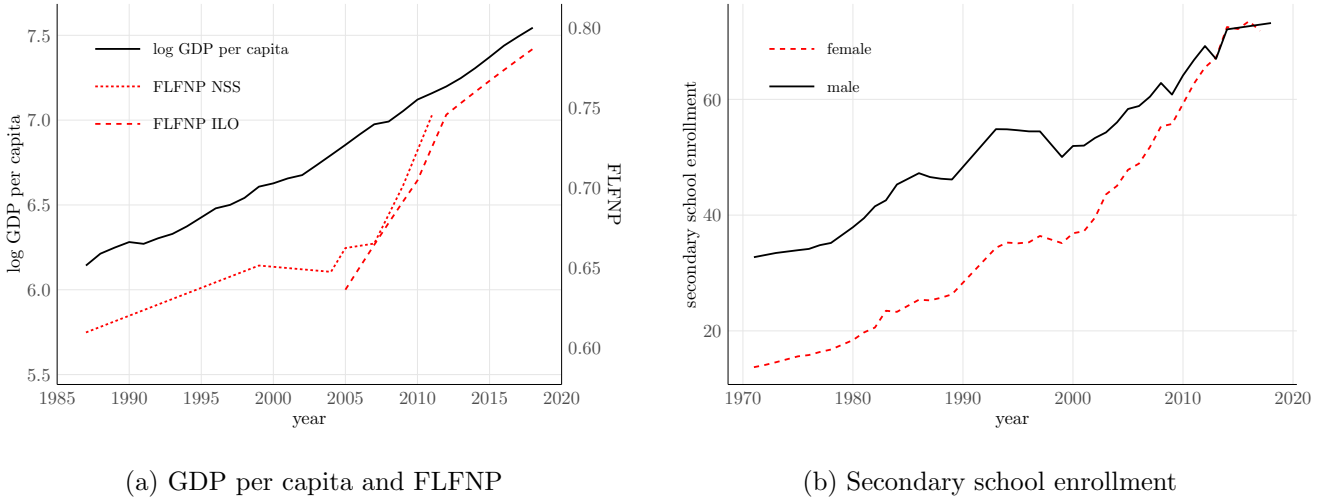 log GDP per capita
7.5
7.0
6.5
6.0
5.5
log GDP per capita
FLFNP NSS
FLFNP ILO
0.80
0.75
0.70
0.65
0.60
FLFNP
1985 1990 1995 2000 2005 2010 2015 2020
year
(a) GDP per capita and FLFNP
secondary school enrollment
60
40
20
female
male
1970 1980 1990 2000 2010 2020
year
(b) Secondary school enrollment